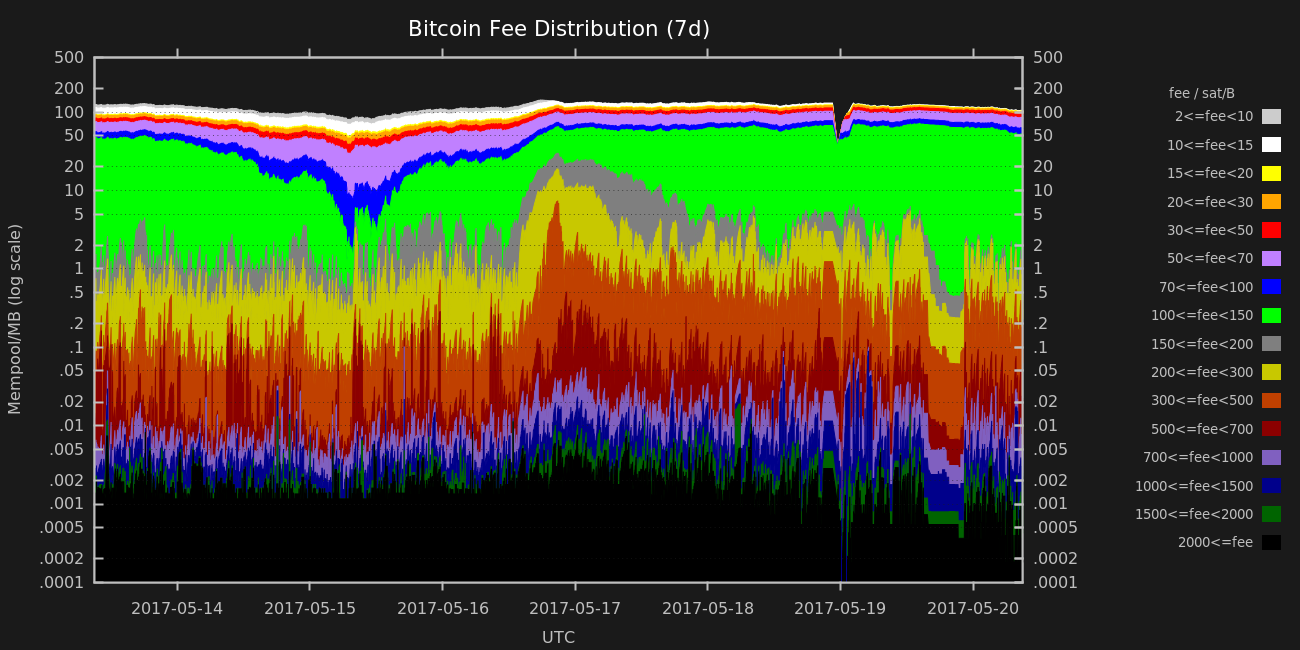 Bitcoin Fee Distribution (7d)
Mempool/MB (log scale)
500
200
100
50
20
10
5
2
1
.5
.2
.1
.05
.02
.01
.005
.002
.001
.0005
.0002
.0001
500
200
100
50
20
10
5
2
1
.5
.2
.1
.05
.02
.01
.005
.002
.001
.0005
.0002
.0001
2017-05-14 2017-05-15 2017-05-16 2017-05-17 2017-05-18 2017-05-19 2017-05-20
UTC
fee / sat/B
2<=fee<10
10<=fee<15
15<=fee<20
20<=fee<30
30<=fee<50
50<=fee<70
70<=fee<100
100<=fee<150
150<=fee<200
200<=fee<300
300<=fee<500
500<=fee<700
700<=fee<1000
1000<=fee<1500
1500<=fee<2000
2000<=fee